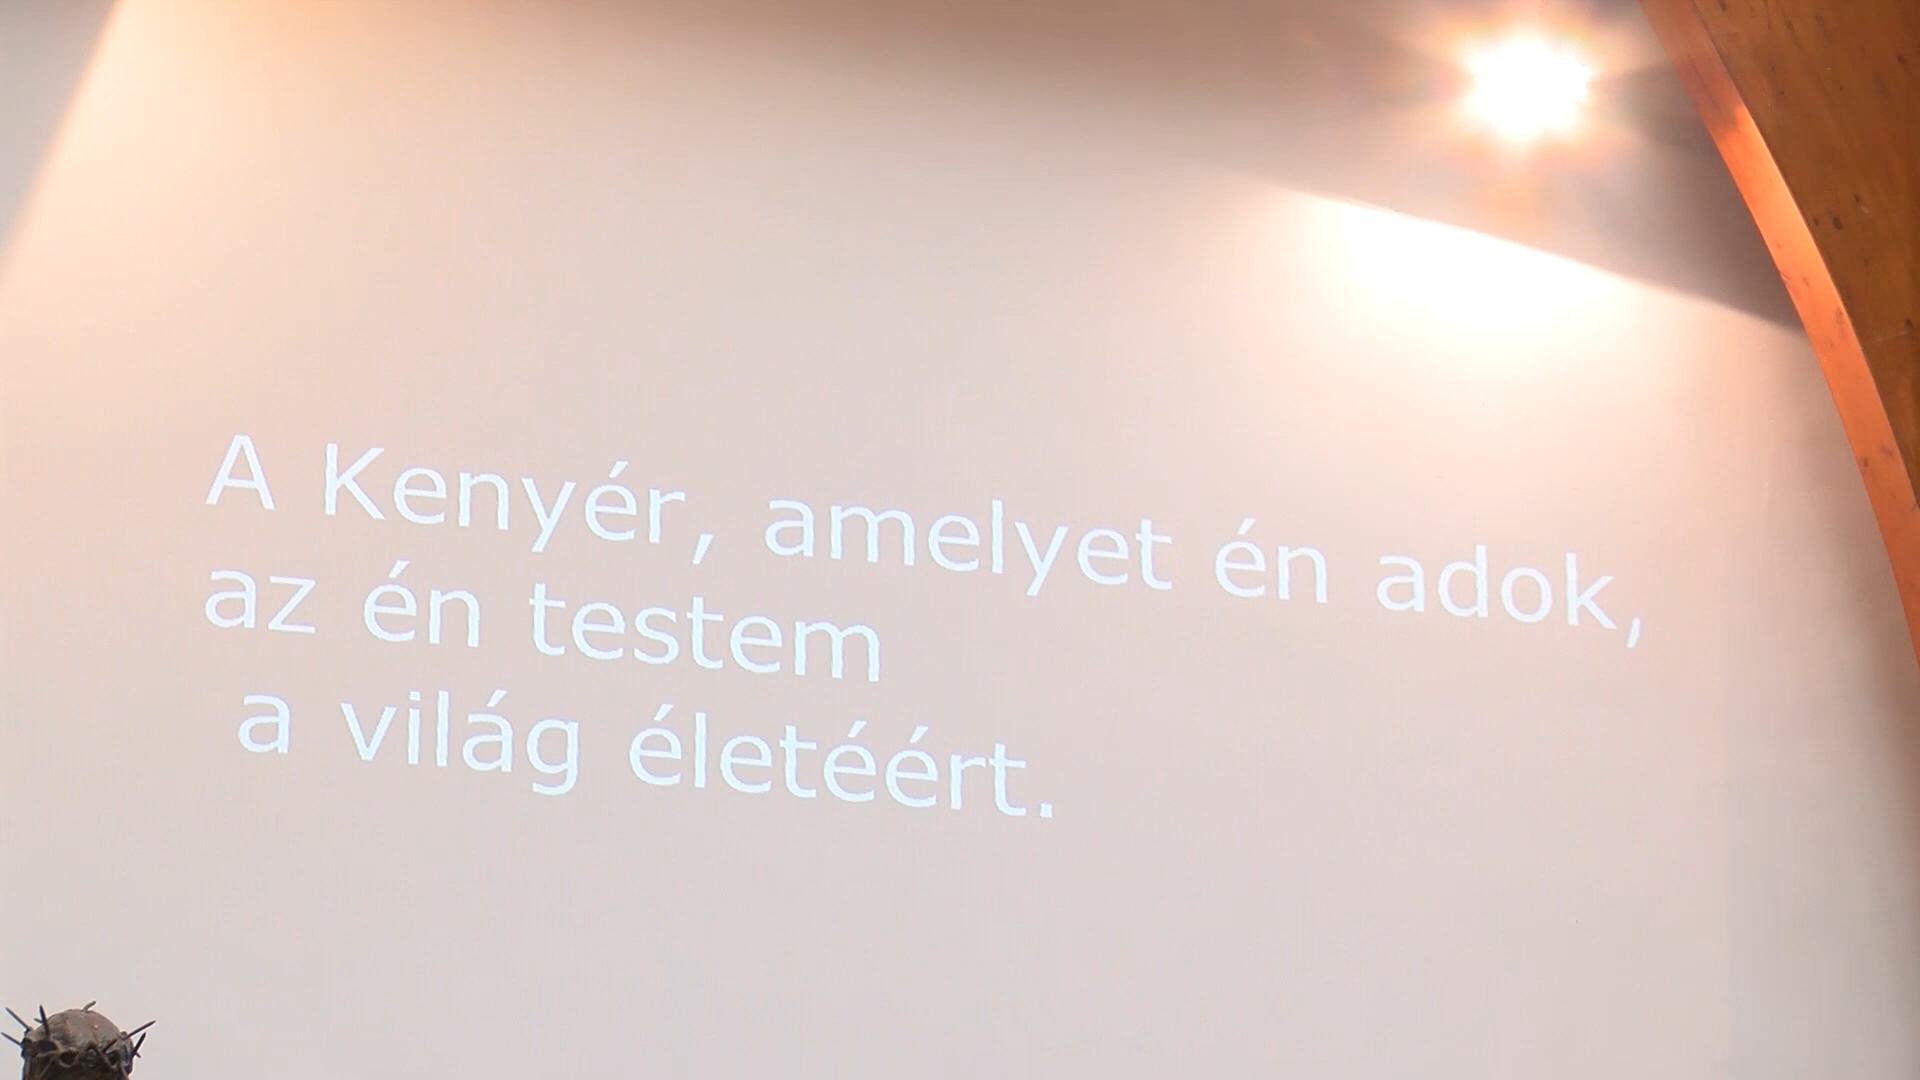 A Kenyér, amelyet én adok,
az én testem
a világ életéért.